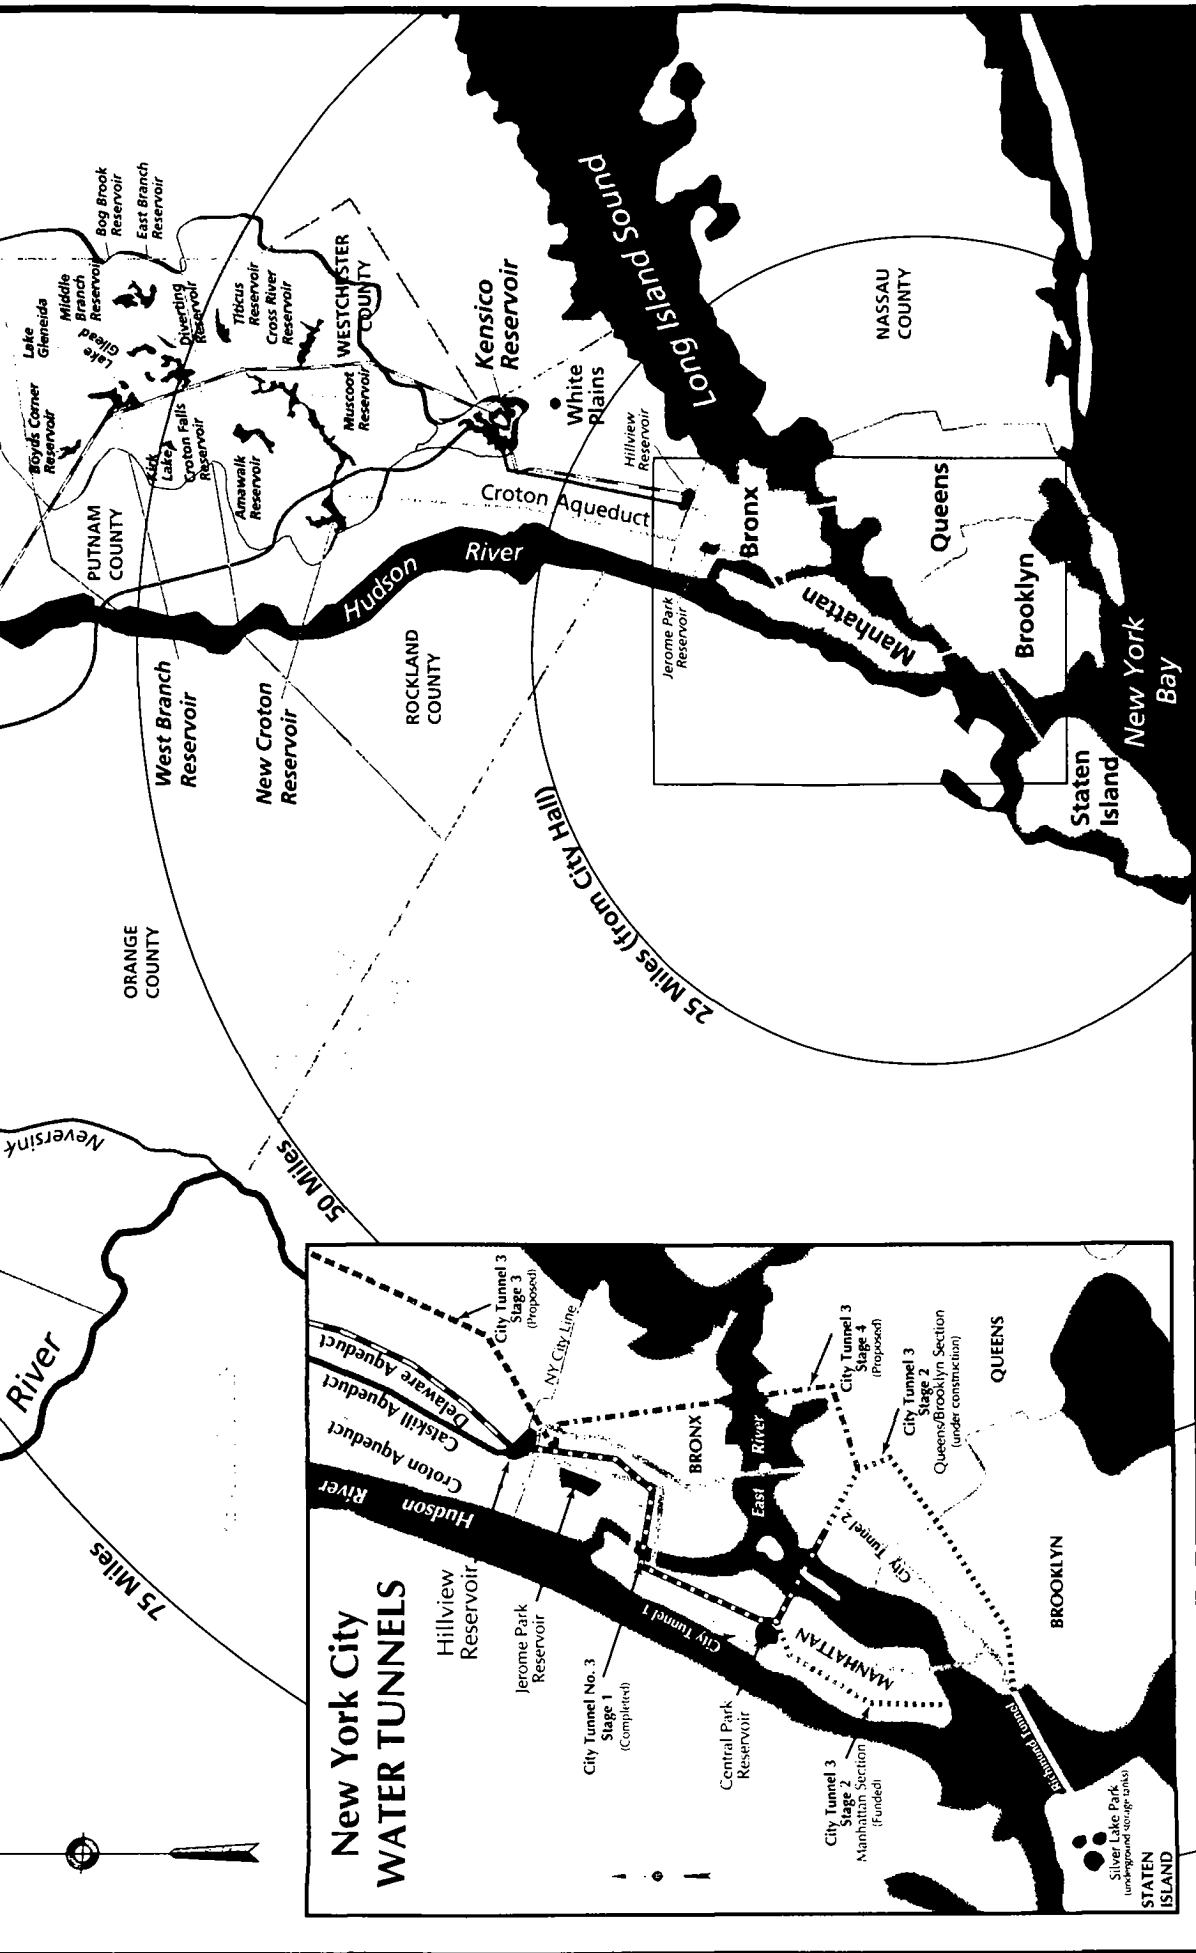 Bog Brook
Reservoir
East Branch
Reservoir
Middle
Branch
Reservoir
Lake
Gleneida
Lake
Gilead
Diverting
Reservoir
Titicus
Reservoir
Cross River
Reservoir
WESTCHESTER
COUNTY
Boyds Corner
Reservoir
Kirk
Lake
Croton Falls
Reservoir
Amawalk
Reservoir
Muscoot
Reservoir
Kensico
Reservoir
White
Plains
Hillview
Reservoir
Long Island Sound
NASSAU
COUNTY
PUTNAM
COUNTY
Croton Aqueduct
Hudson River
Bronx
Queens
Manhattan
Brooklyn
Jerome Park
Reservoir
New York
Bay
Staten
Island
West Branch
Reservoir
New Croton
Reservoir
ROCKLAND
COUNTY
ORANGE
COUNTY
25 Miles (from City Hall)
50 Miles
75 Miles
Neversink
River
New York City
WATER TUNNELS
City Tunnel 3
Stage 3
(Proposed)
NY City Line
Delaware Aqueduct
Catskill Aqueduct
Croton Aqueduct
Hudson River
Hillview
Reservoir
Jerome Park
Reservoir
City Tunnel No. 3
Stage 1
(Completed)
City Tunnel 1
Central Park
Reservoir
BRONX
East River
City Tunnel 3
Stage 4
(Proposed)
City Tunnel 3
Stage 2
Queens/Brooklyn Section
(under construction)
QUEENS
City Tunnel 2
MANHATTAN
BROOKLYN
City Tunnel 3
Stage 2
Manhattan Section
(Funded)
Richmond Tunnel
Silver Lake Park
(underground storage tanks)
STATEN
ISLAND